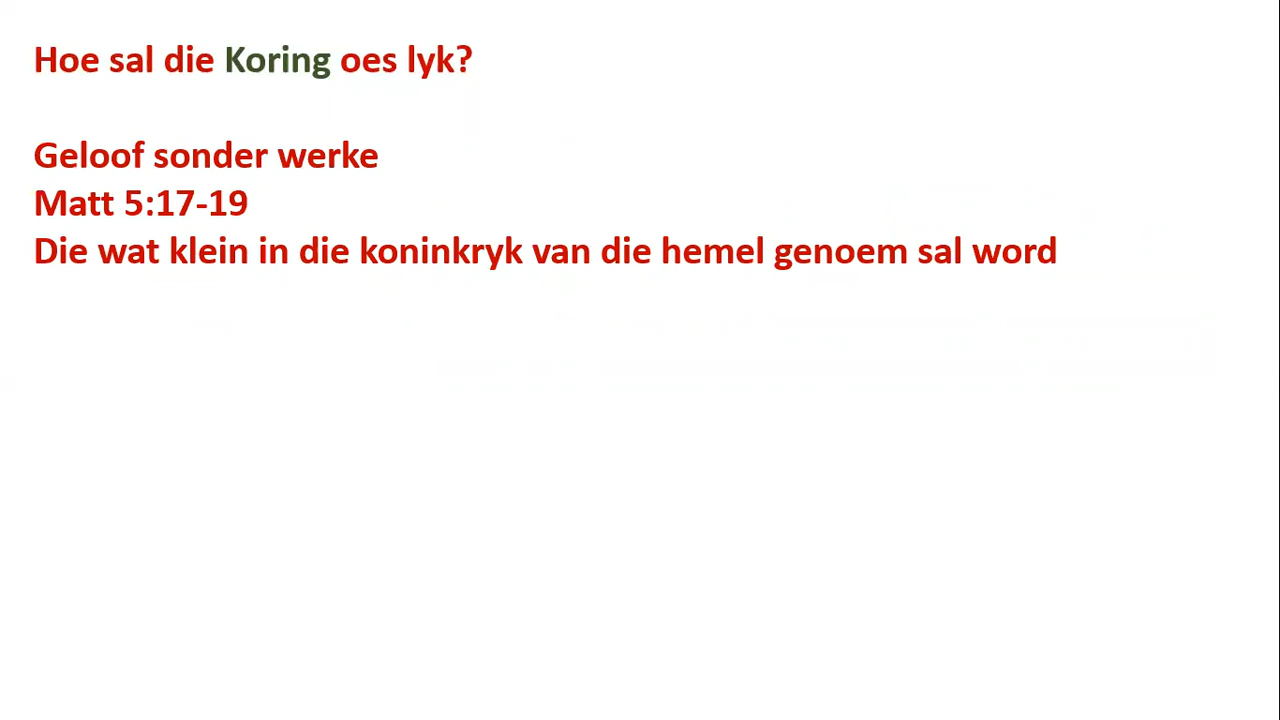 Hoe sal die Koring oes lyk?
Geloof sonder werke
Matt 5:17-19
Die wat klein in die koninkryk van die hemel genoem sal word